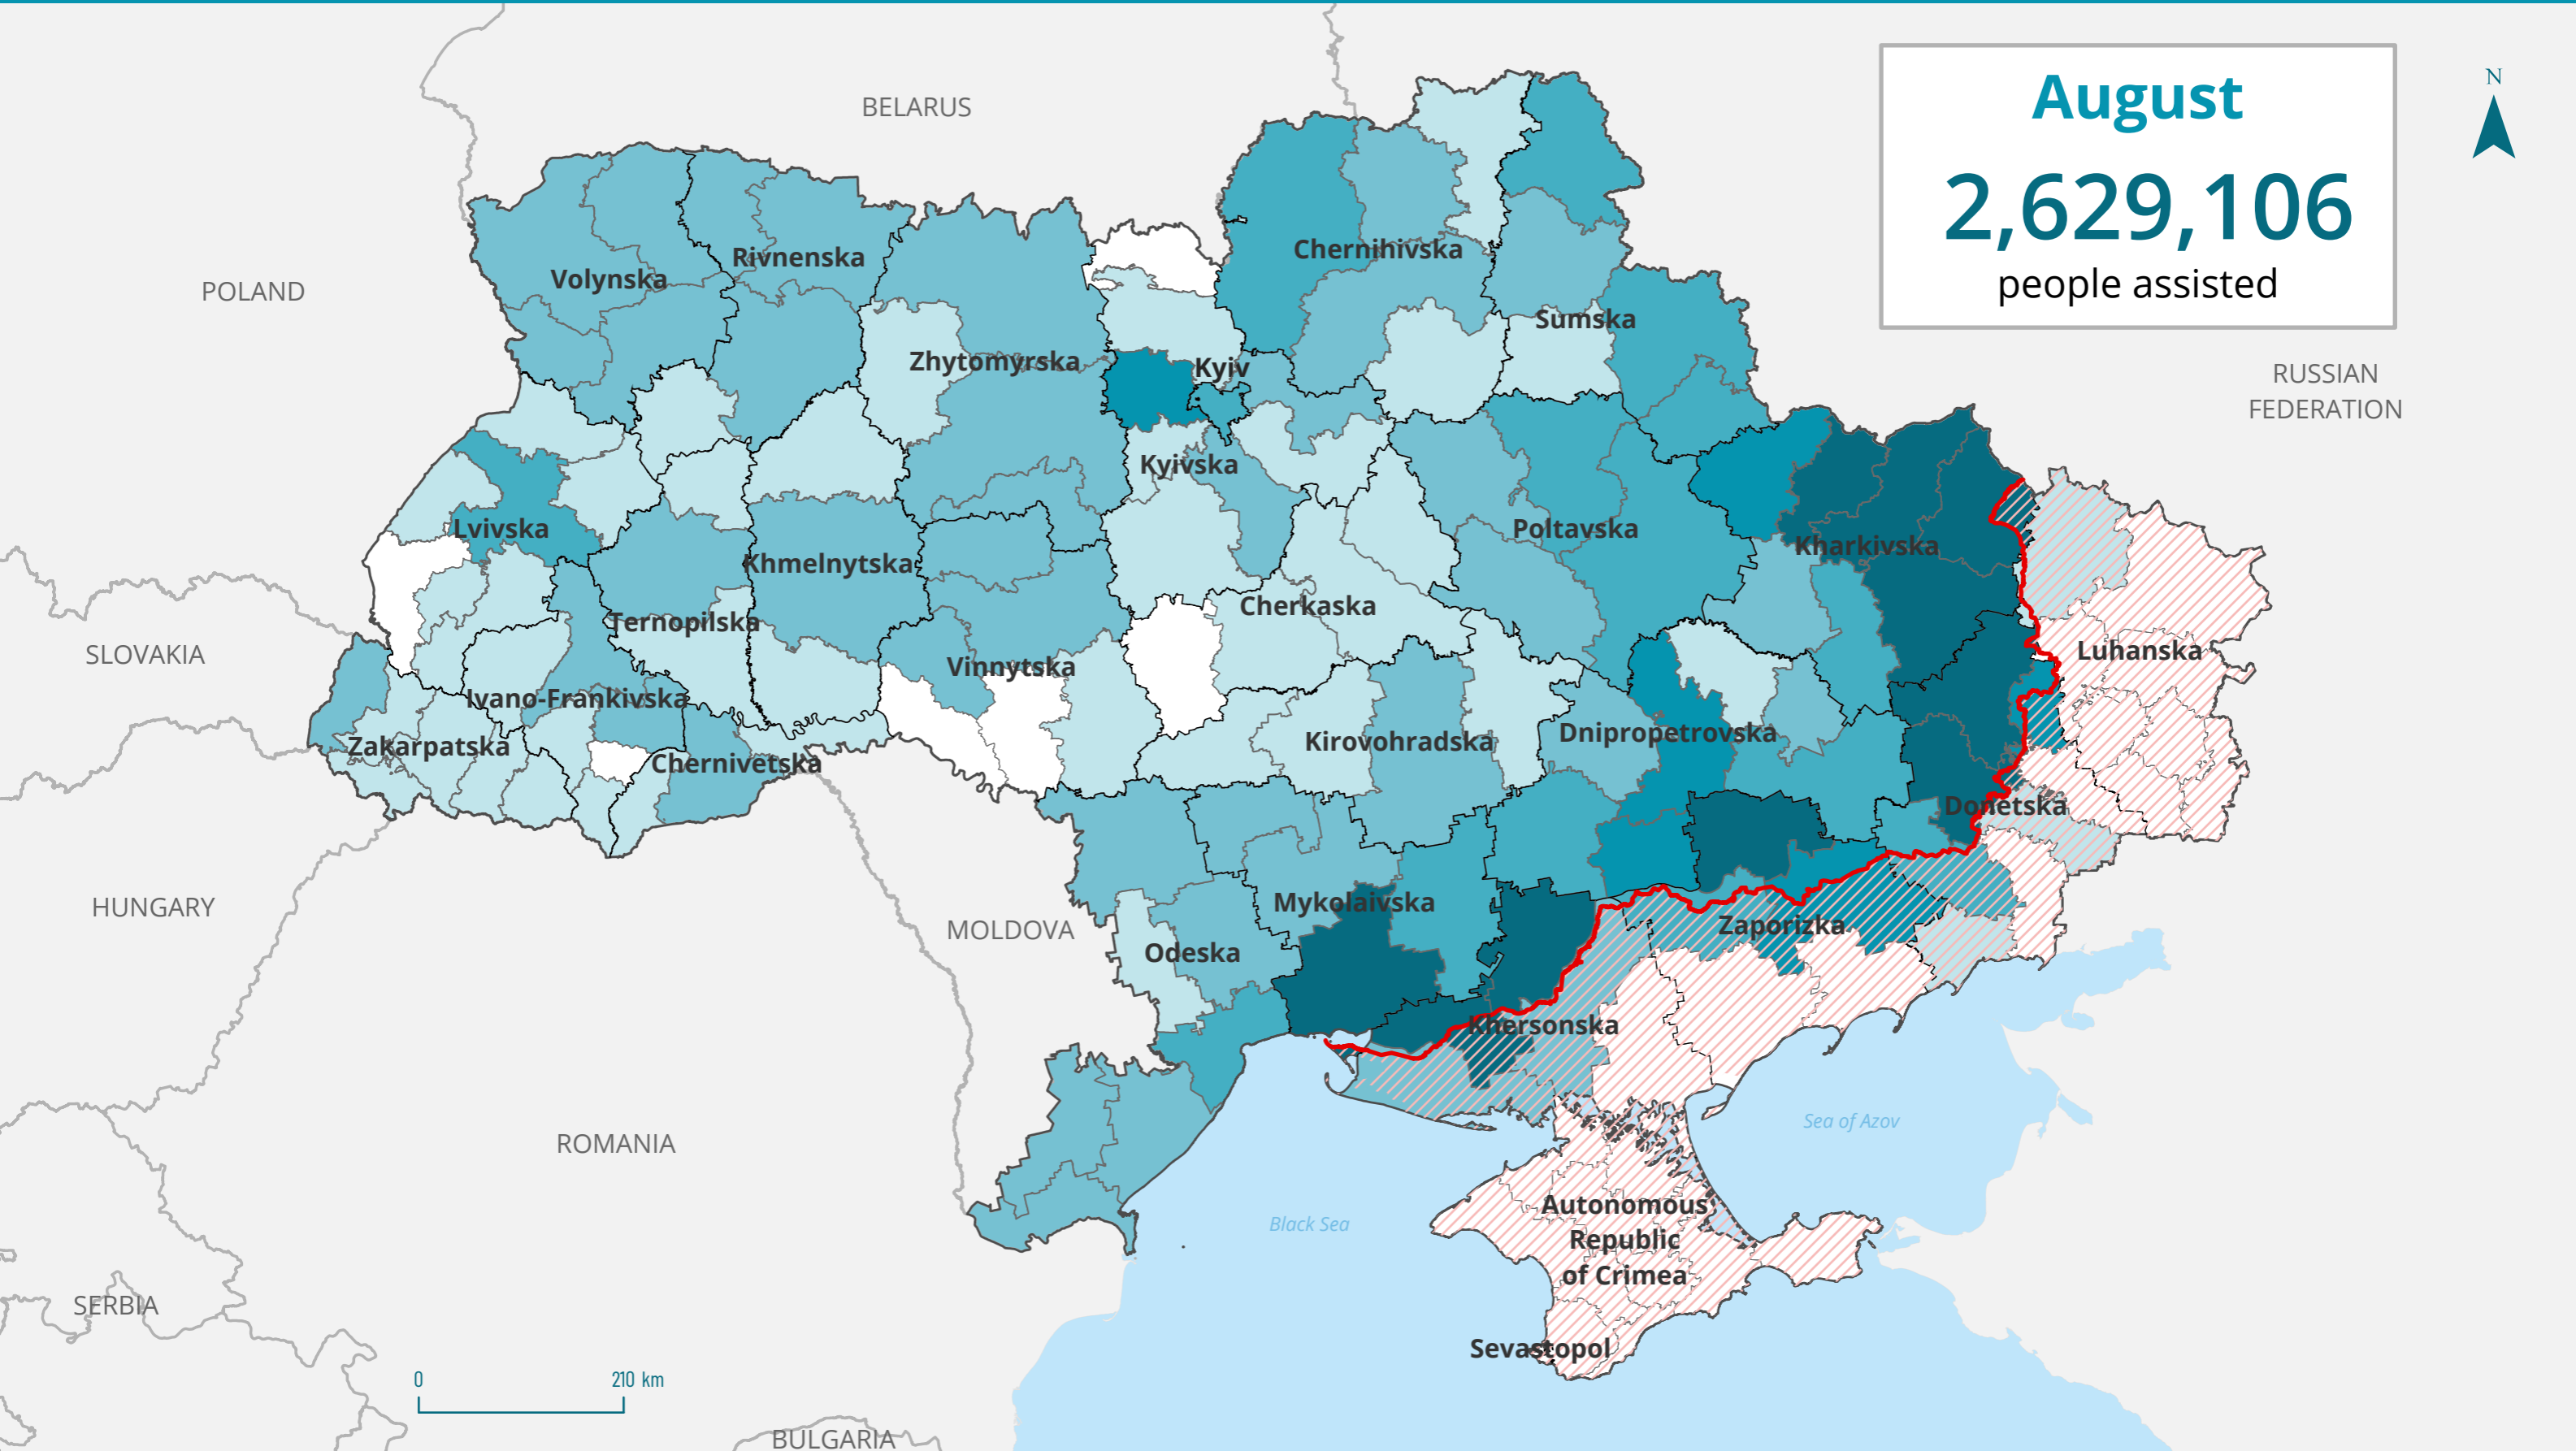 August
2,629,106
people assisted
N
BELARUS
POLAND
RUSSIAN
FEDERATION
SLOVAKIA
HUNGARY
MOLDOVA
ROMANIA
SERBIA
BULGARIA
Volynska
Rivnenska
Zhytomyrska
Kyiv
Chernihivska
Sumska
Kyivska
Lvivska
Khmelnytska
Ternopilska
Poltavska
Kharkivska
Cherkaska
Luhanska
Vinnytska
Ivano-Frankivska
Zakarpatska
Chernivetska
Kirovohradska
Dnipropetrovska
Donetska
Mykolaivska
Zaporizka
Odeska
Khersonska
Sea of Azov
Black Sea
Autonomous
Republic
of Crimea
Sevastopol
0
210 km